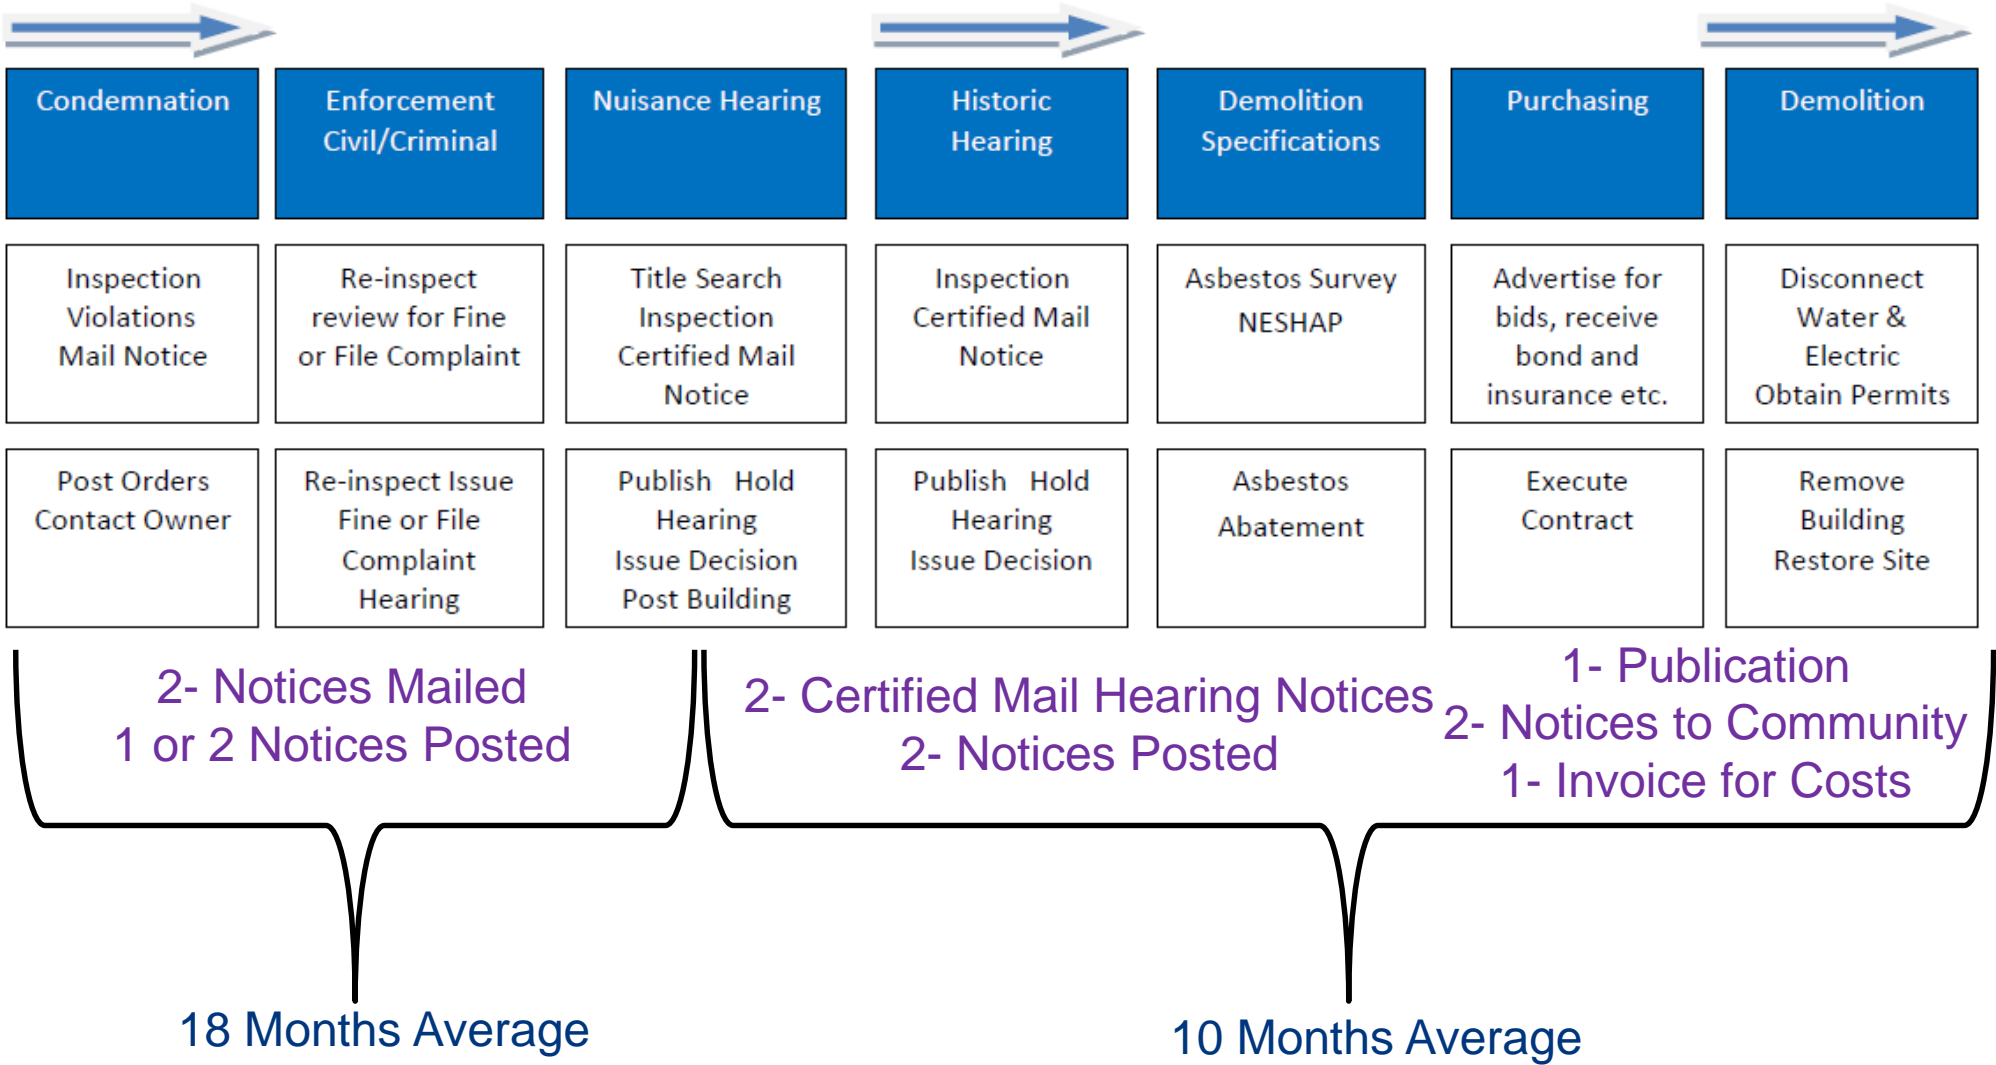 Condemnation
Enforcement
Civil/Criminal
Nuisance Hearing
Historic
Hearing
Demolition
Specifications
Purchasing
Demolition
Inspection
Violations
Mail Notice
Re-inspect
review for Fine
or File Complaint
Title Search
Inspection
Certified Mail
Notice
Inspection
Certified Mail
Notice
Asbestos Survey
NESHAP
Advertise for
bids, receive
bond and
insurance etc.
Disconnect
Water &
Electric
Obtain Permits
Post Orders
Contact Owner
Re-inspect Issue
Fine or File
Complaint
Hearing
Publish Hold
Hearing
Issue Decision
Post Building
Publish Hold
Hearing
Issue Decision
Asbestos
Abatement
Execute
Contract
Remove
Building
Restore Site
2- Notices Mailed
1 or 2 Notices Posted
2- Certified Mail Hearing Notices
2- Notices Posted
1- Publication
2- Notices to Community
1- Invoice for Costs
18 Months Average
10 Months Average